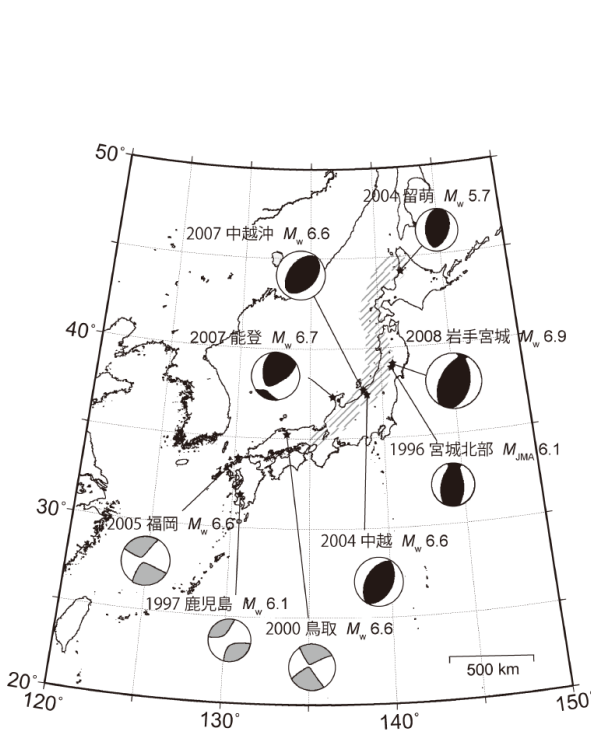 50°
2004 留萌 Mw 5.7
2007 中越沖 Mw 6.6
40°
2007 能登 Mw 6.7
2008 岩手宮城 Mw 6.9
1996 宮城北部 MJMA 6.1
30°
2005 福岡 Mw 6.6
2004 中越 Mw 6.6
1997 鹿児島 Mw 6.1
2000 鳥取 Mw 6.6
500 km
20°
120°
130°
140°
150°